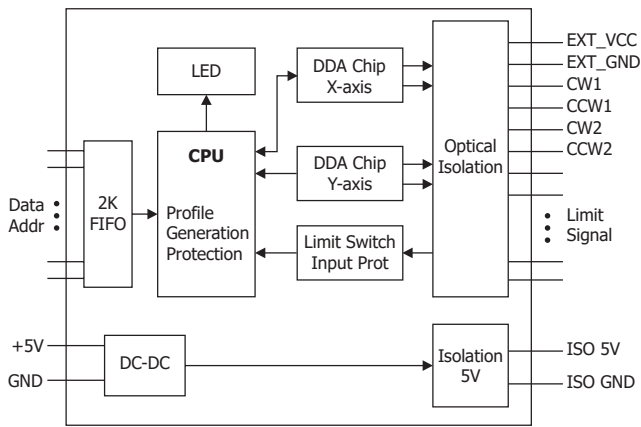 EXT_VCC
EXT_GND
CW1
CCW1
CW2
CCW2
LED
DDA Chip
X-axis
CPU
Profile
Generation
Protection
DDA Chip
Y-axis
Optical
Isolation
Data
Addr
2K
FIFO
Limit Switch
Input Prot
Limit
Signal
+5V
GND
DC-DC
Isolation
5V
ISO 5V
ISO GND